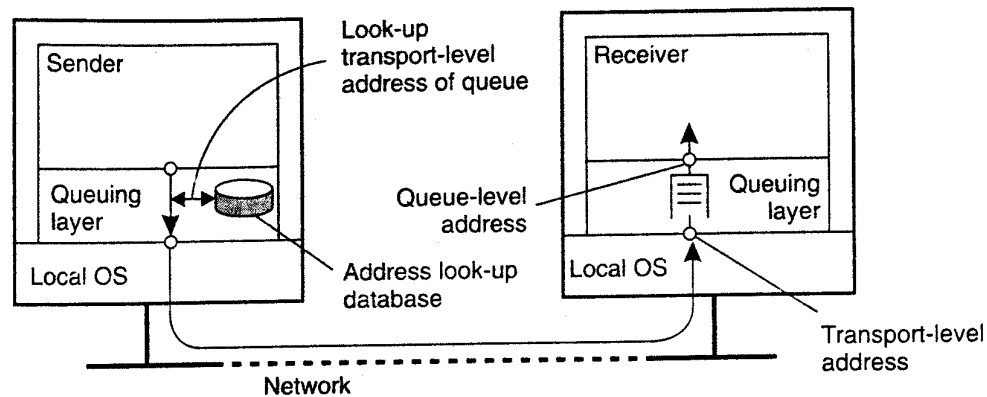 Look-up
transport-level
address of queue
Sender
Receiver
Queuing
layer
Queue-level
address
Queuing
layer
Local OS
Address look-up
database
Local OS
Transport-level
address
Network